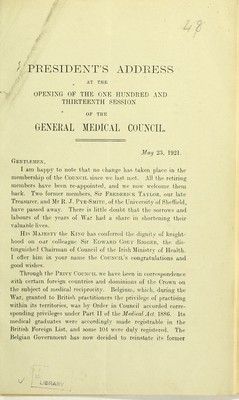 48
PRESIDENT'S ADDRESS
AT THE
OPENING OF THE ONE HUNDRED AND
THIRTEENTH SESSION
OF THE
GENERAL MEDICAL COUNCIL.
May 23, 1921.
GENTLEMEN,
I am happy to note that no change has taken place in the
membership of the COUNCIL since we last met. All the retiring
members have been re-appointed, and we now welcome them
back. Two former members, Sir FREDERICK TAYLOR, our late
Treasurer, and Mr R. J. PYE-SMITH, of the University of Sheffield,
have passed away. There is little doubt that the sorrows and
labours of the years of War had a share in shortening their
valuable lives.
HIS MAJESTY the KING has conferred the dignity of knight-
hood on our colleague Sir EDWARD COEY BIGGER, the dis-
tinguished Chairman of Council of the Irish Ministry of Health.
I offer him in your name the COUNCIL'S congratulations and
good wishes.
Through the PRIVY COUNCIL we have been in correspondence
with certain foreign countries and dominions of the Crown on
the subject of medical reciprocity. Belgium, which, during the
War, granted to British practitioners the privilege of practising
within its territories, was by Order in Council accorded corre-
sponding privileges under Part II of the Medical Act, 1886. Its
medical graduates were accordingly made registrable in the
British Foreign List, and some 104 were duly registered. The
Belgian Government has now decided to reinstate its former
LIBRARY